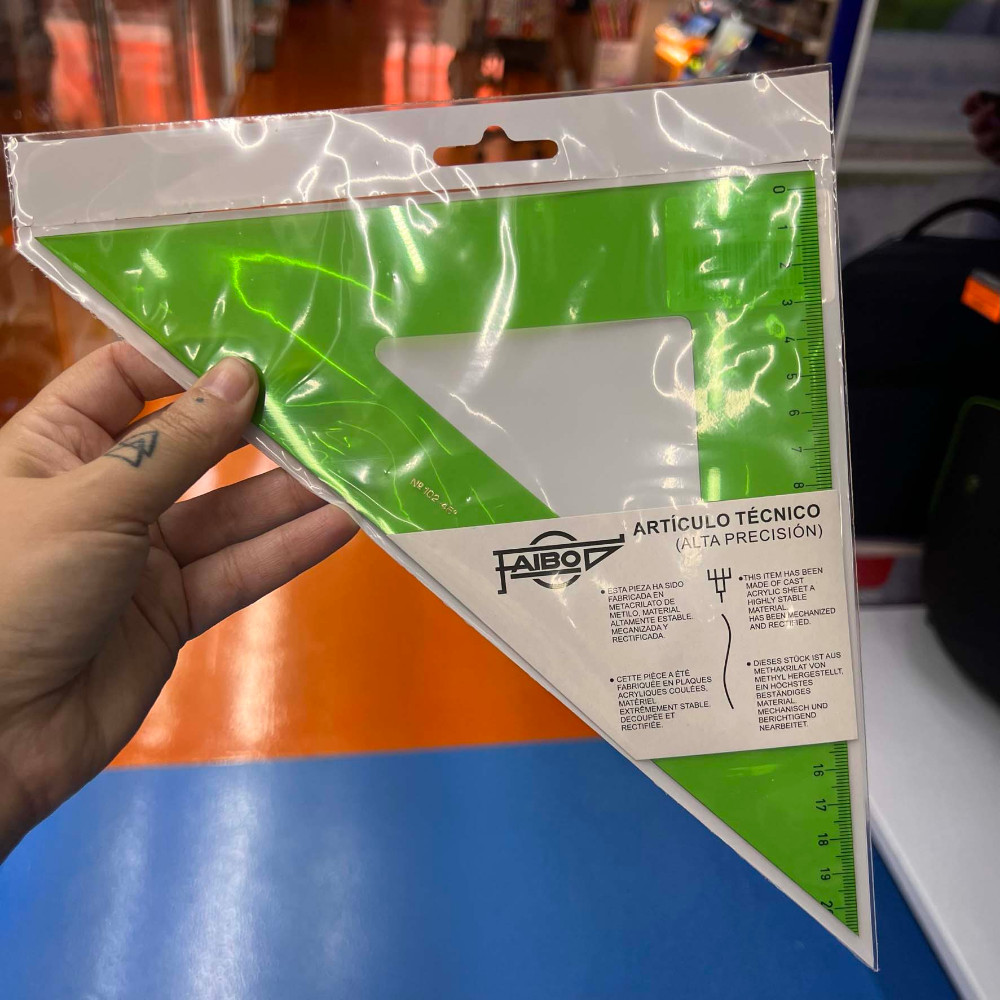 0
1
2
3
4
5
6
7
8
Nº 102-45º
FAIBO
ARTÍCULO TÉCNICO
(ALTA PRECISIÓN)
• ESTA PIEZA HA SIDO
FABRICADA EN
METACRILATO DE
METILO, MATERIAL
ALTAMENTE ESTABLE.
MECANIZADA Y
RECTIFICADA.
• THIS ITEM HAS BEEN
MADE OF CAST
ACRYLIC SHEET A
HIGHLY STABLE
MATERIAL.
HAS BEEN MECHANIZED
AND RECTIFIED.
• CETTE PIÈCE A ÉTÉ
FABRIQUÉE EN PLAQUES
ACRYLIQUES COULÉES,
MATÉRIEL
EXTRÊMEMENT STABLE,
DÉCOUPÉE ET
RECTIFIÉE.
• DIESES STÜCK IST AUS
METHAKRILAT VON
METHYL HERGESTELLT,
EIN HÖCHSTES
BESTÄNDIGES
MATERIAL.
MECHANISCH UND
BERICHTIGEND
NEARBEITET.
16
17
18
19